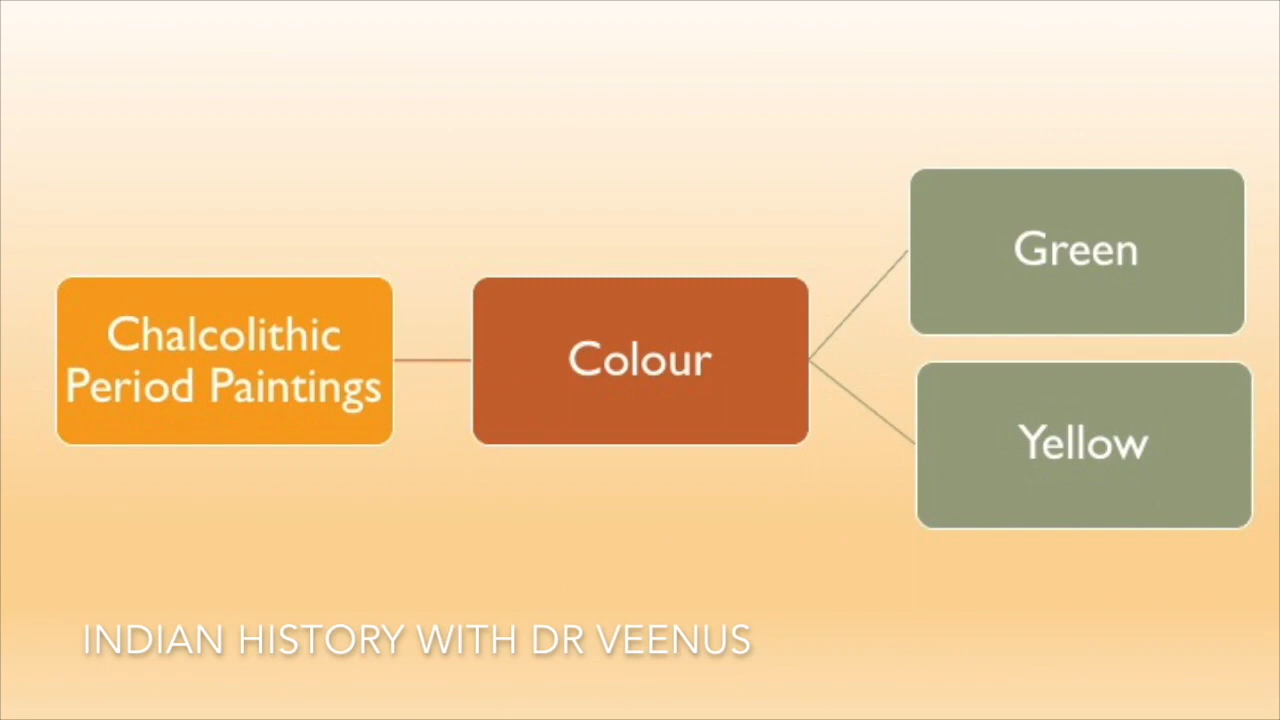 Chalcolithic
Period Paintings
Colour
Green
Yellow
INDIAN HISTORY WITH DR VEENUS